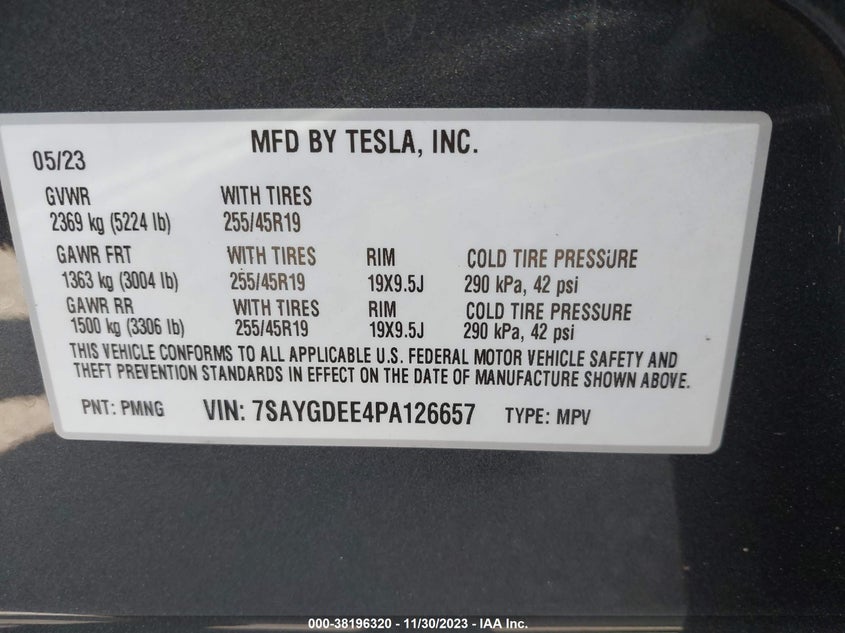 MFD BY TESLA, INC.
05/23
GVWR WITH TIRES
2369 kg (5224 lb) 255/45R19
GAWR FRT WITH TIRES RIM COLD TIRE PRESSURE
1363 kg (3004 lb) 255/45R19 19X9.5J 290 kPa, 42 psi
GAWR RR WITH TIRES RIM COLD TIRE PRESSURE
1500 kg (3306 lb) 255/45R19 19X9.5J 290 kPa, 42 psi
THIS VEHICLE CONFORMS TO ALL APPLICABLE U.S. FEDERAL MOTOR VEHICLE SAFETY AND
THEFT PREVENTION STANDARDS IN EFFECT ON THE DATE OF MANUFACTURE SHOWN ABOVE.
PNT: PMNG VIN: 7SAYGDEE4PA126657 TYPE: MPV
000-38196320 - 11/30/2023 - IAA Inc.